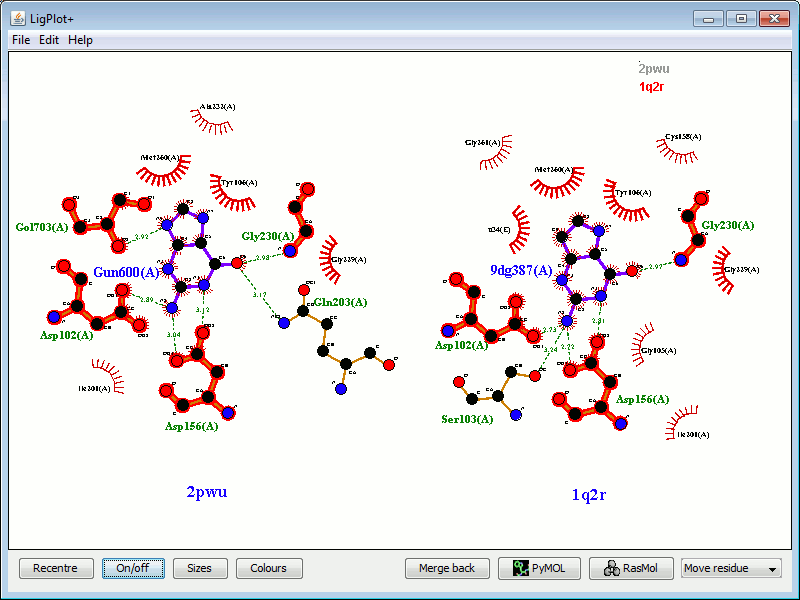 LigPlot+
File Edit Help
2pwu
1q2r
Ala232(A)
Met260(A)
Tyr106(A)
Gol703(A)
2.92
Gly230(A)
2.98
Gly229(A)
Gun600(A)
2.89
3.12
3.17
Gln203(A)
Asp102(A)
3.04
Ile201(A)
Asp156(A)
2pwu
Cys158(A)
Gly261(A)
Met260(A)
Tyr106(A)
Gly230(A)
u34(E)
2.97
Gly229(A)
9dg387(A)
2.73
2.81
Asp102(A)
3.24
2.22
Gly105(A)
Ser103(A)
Asp156(A)
Ile201(A)
1q2r
Recentre On/off Sizes Colours Merge back PyMOL RasMol Move residue